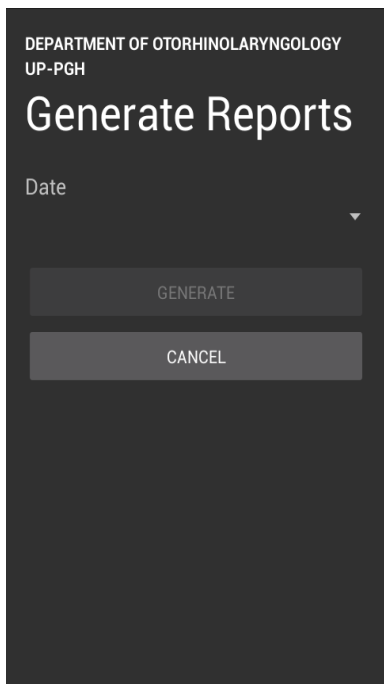 DEPARTMENT OF OTORHINOLARYNGOLOGY
UP-PGH
Generate Reports
Date
GENERATE
CANCEL